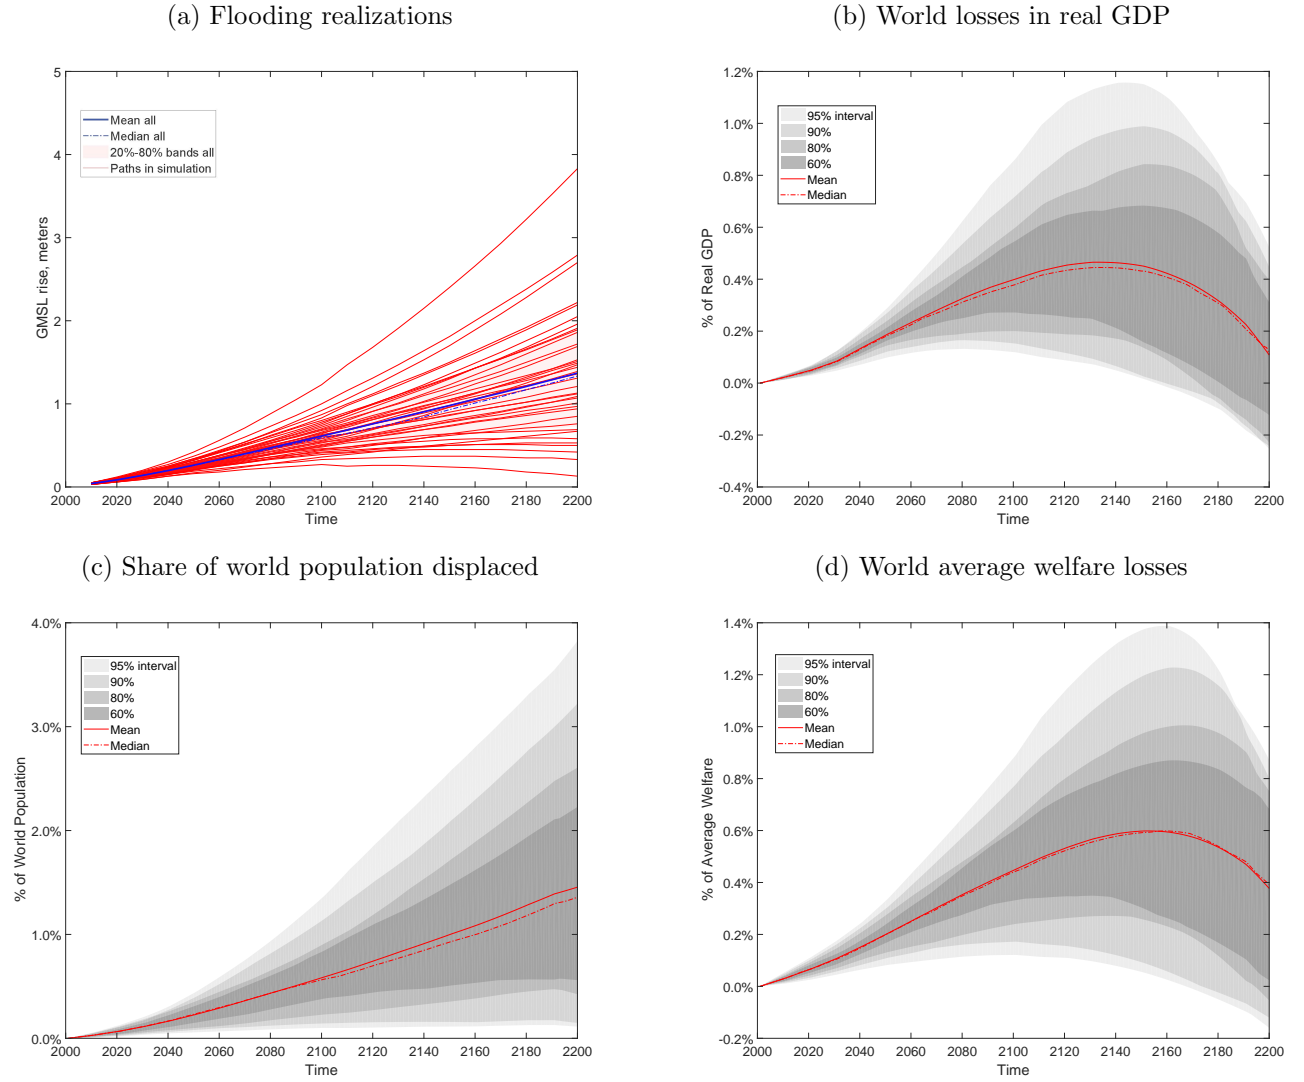 (a) Flooding realizations
5
4
3
2
1
0
GMSL rise, meters
Mean all
Median all
20%-80% bands all
Paths in simulation
2000 2020 2040 2060 2080 2100 2120 2140 2160 2180 2200
Time
(b) World losses in real GDP
1.2%
1.0%
0.8%
0.6%
0.4%
0.2%
0.0%
-0.2%
-0.4%
% of Real GDP
95% interval
90%
80%
60%
Mean
Median
2000 2020 2040 2060 2080 2100 2120 2140 2160 2180 2200
Time
(c) Share of world population displaced
4.0%
3.0%
2.0%
1.0%
0.0%
% of World Population
95% interval
90%
80%
60%
Mean
Median
2000 2020 2040 2060 2080 2100 2120 2140 2160 2180 2200
Time
(d) World average welfare losses
1.4%
1.2%
1.0%
0.8%
0.6%
0.4%
0.2%
0.0%
-0.2%
% of Average Welfare
95% interval
90%
80%
60%
Mean
Median
2000 2020 2040 2060 2080 2100 2120 2140 2160 2180 2200
Time